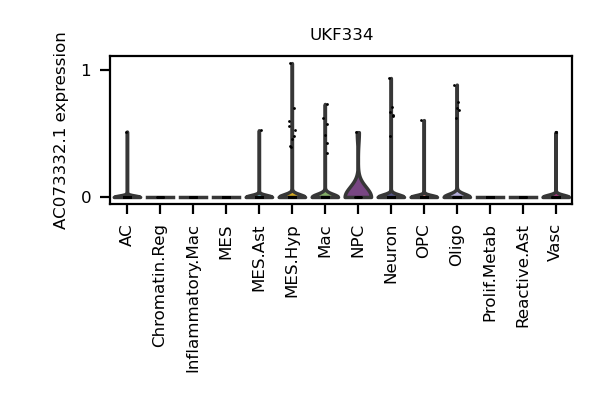 UKF334
AC073332.1 expression
1
0
AC
Chromatin.Reg
Inflammatory.Mac
MES
MES.Ast
MES.Hyp
Mac
NPC
Neuron
OPC
Oligo
Prolif.Metab
Reactive.Ast
Vasc